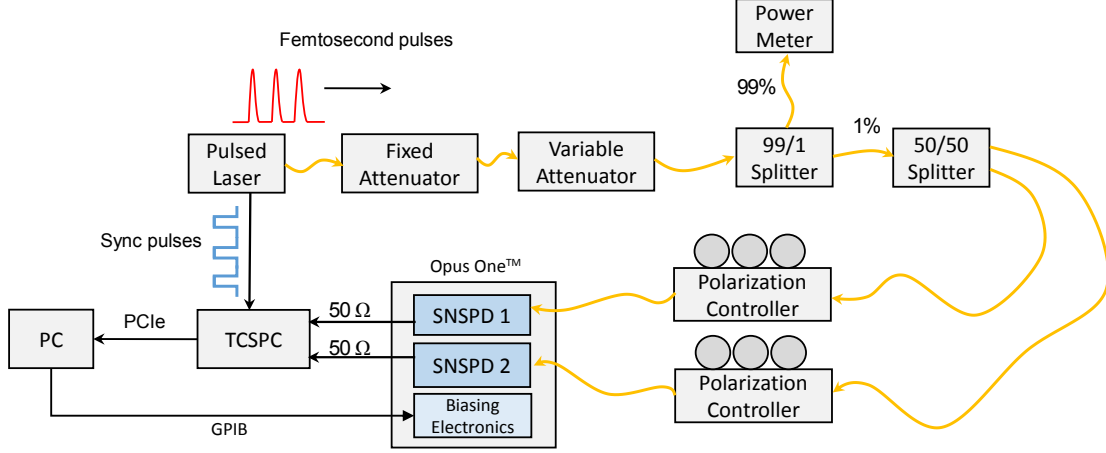 Power
Meter
Femtosecond pulses
99%
1%
Pulsed
Laser
Fixed
Attenuator
Variable
Attenuator
99/1
Splitter
50/50
Splitter
Sync pulses
Opus One™
Polarization
Controller
50 Ω
SNSPD 1
PC
PCIe
TCSPC
50 Ω
SNSPD 2
Polarization
Controller
Biasing
Electronics
GPIB